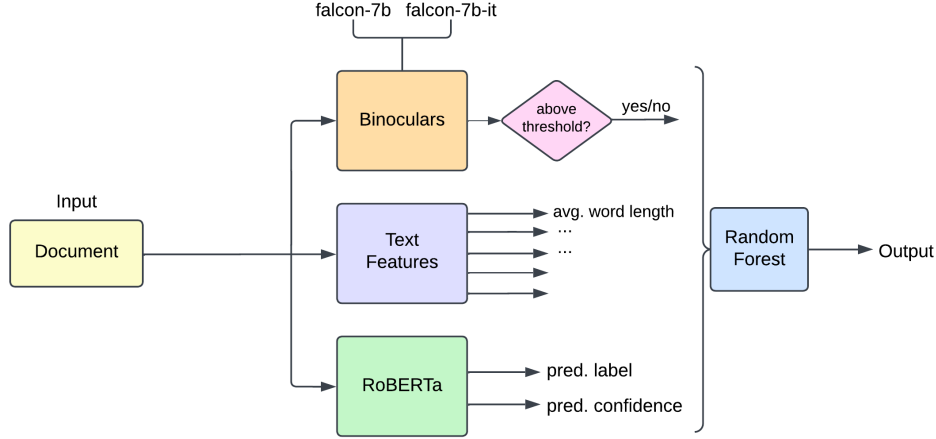 falcon-7b falcon-7b-it
Binoculars
above
threshold?
yes/no
Input
Document
Text
Features
avg. word length
...
...
Random
Forest
Output
RoBERTa
pred. label
pred. confidence